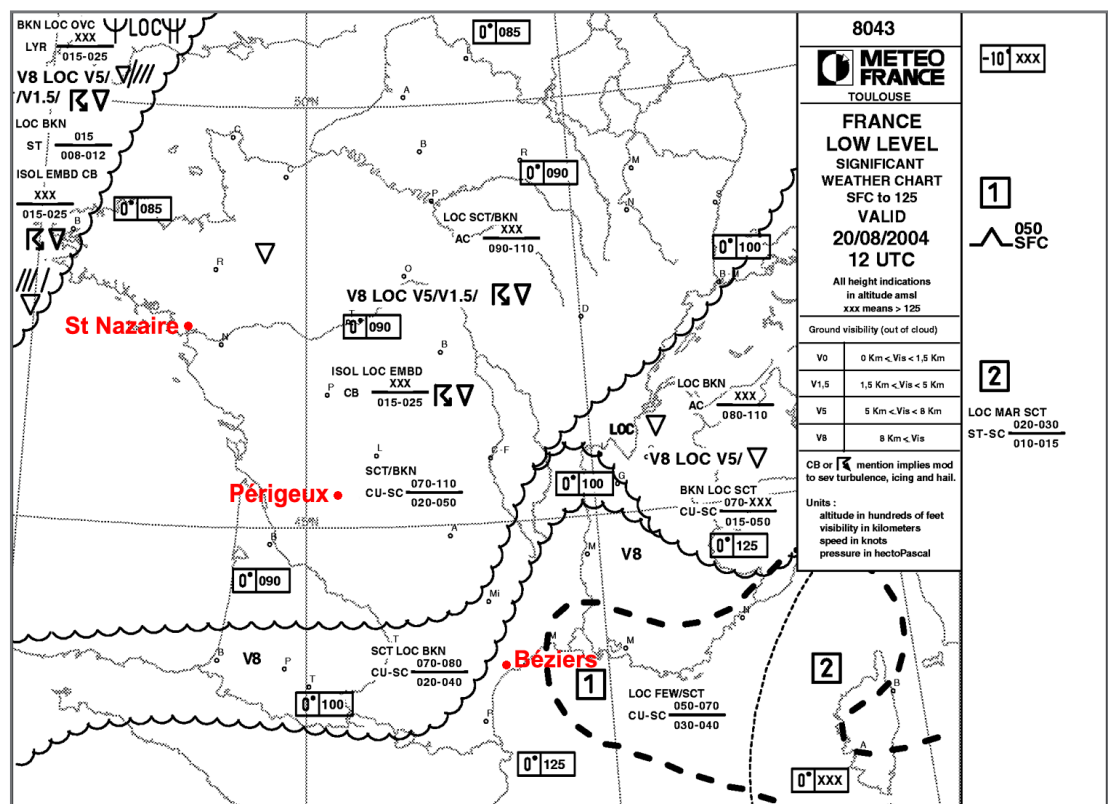 BKN LOC OVC
XXX
LYR
015-025
LOC
V8 LOC V5/
/V1.5/
LOC BKN
015
ST
008-012
ISOL EMBD CB
XXX
015-025
B
0° 085
0° 085
50°N
A
C
C
B
R
0° 090
M
M
S
P
LOC SCT/BKN
XXX
AC
090-110
0° 100
B-M
R
O
V8 LOC V5/V1.5/
T
0° 090
D
St Nazaire
N
B
ISOL LOC EMBD
XXX
CB
015-025
P
LOC BKN
XXX
AC
080-110
LOC
V8 LOC V5/
L
C-F
SCT/BKN
070-110
CU-SC
020-050
Périgeux
0° 100
G
BKN LOC SCT
070-XXX
CU-SC
015-050
45°N
B
A
0° 125
M
V8
0° 090
Mi
N
T
SCT LOC BKN
070-080
CU-SC
020-040
B
V8
P
T
0° 100
M
M
Béziers
1
2
LOC FEW/SCT
050-070
CU-SC
030-040
B
P
A
0° 125
0° XXX
8043
METEO
FRANCE
TOULOUSE
FRANCE
LOW LEVEL
SIGNIFICANT
WEATHER CHART
SFC to 125
VALID
20/08/2004
12 UTC
All height indications
in altitude amsl
xxx means > 125
Ground visibility (out of cloud)
V0 0 Km < Vis < 1,5 Km
V1,5 1,5 Km < Vis < 5 Km
V5 5 Km < Vis < 8 Km
V8 8 Km < Vis
CB or mention implies mod
to sev turbulence, icing and hail.
Units :
altitude in hundreds of feet
visibility in kilometers
speed in knots
pressure in hectoPascal
-10° XXX
1
050
SFC
2
LOC MAR SCT
020-030
ST-SC
010-015